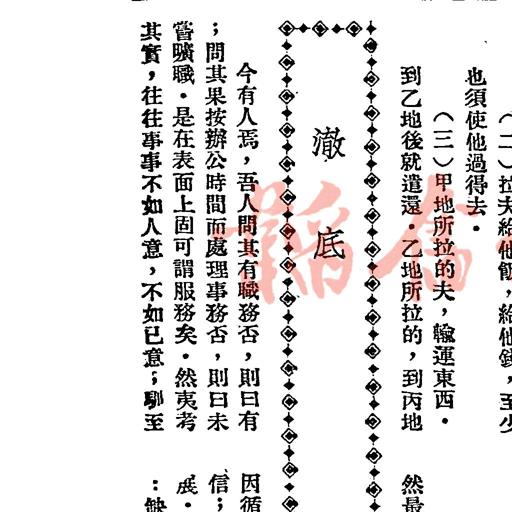 （二）拉夫給他飯，給他錢，至少
也須使他過得去。
（三）甲地所拉的夫，輸運東西。
到乙地後就遣還。乙地所拉的，到丙地
然最
澈底
今有人焉，吾人問其有職務否，則曰有
；問其果按辦公時間而處理事務否，則曰未
嘗曠職。是在表面上固可謂服務矣。然夷考
其實，往往事事不如人意，不如已意；馴至
因循
信；
展。
：缺